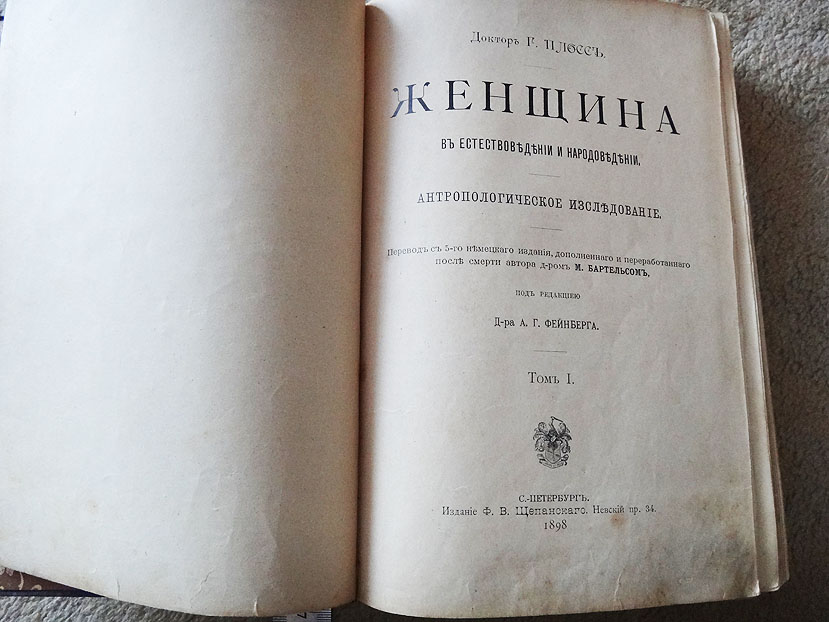 Докторъ Г. ПЛОССЪ.
ЖЕНЩИНА
ВЪ ЕСТЕСТВОВѢДѢНІИ И НАРОДОВѢДѢНІИ.
АНТРОПОЛОГИЧЕСКОЕ ИЗСЛѢДОВАНІЕ.
Переводъ съ 5-го нѣмецкаго изданія, дополненнаго и переработаннаго
послѣ смерти автора д-ромъ М. БАРТЕЛЬСОМЪ,
ПОДЪ РЕДАКЦІЕЮ
Д-ра А. Г. ФЕЙНБЕРГА.
Томъ I.
С.-ПЕТЕРБУРГЪ.
Изданіе Ф. В. Щепанскаго. Невскій пр. 34.
1898